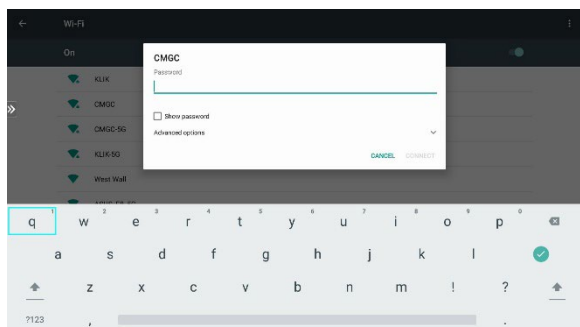 Wi-Fi
On
CMGC
Password
Show password
Advanced options
CANCEL CONNECT
KLIK
CMGC
CMGC-5G
KLIK-5G
West Wall
q 1 w 2 e 3 r 4 t 5 y 6 u 7 i 8 o 9 p 0
a s d f g h j k l
z x c v b n m ! ?
?123 , .